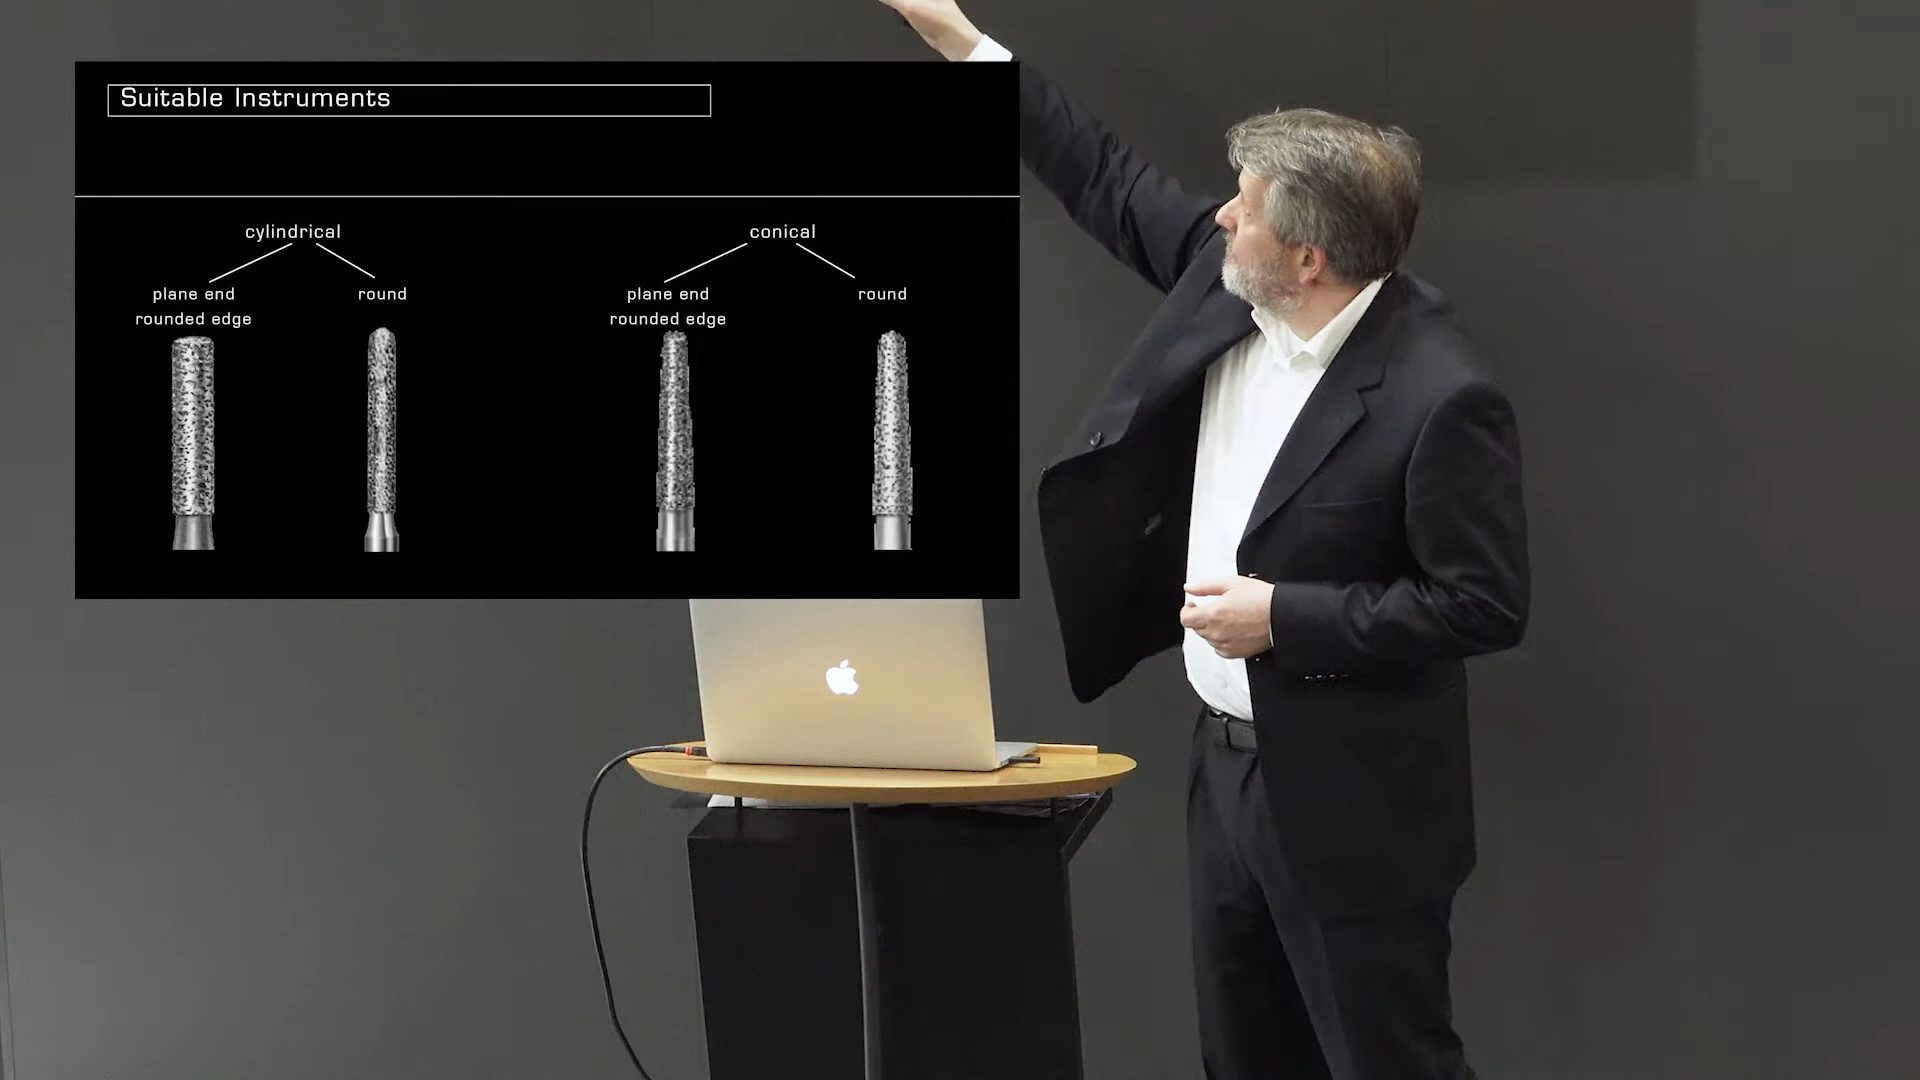 Suitable Instruments
cylindrical
conical
plane end
rounded edge
round
plane end
rounded edge
round